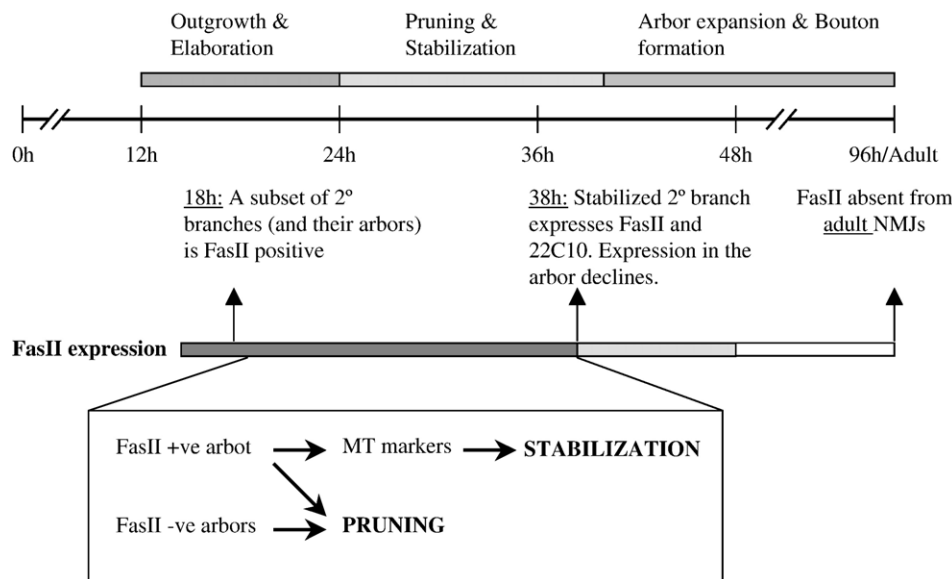 Outgrowth &
Elaboration
Pruning &
Stabilization
Arbor expansion & Bouton
formation
0h
12h
24h
36h
48h
96h/Adult
18h: A subset of 2º
branches (and their arbors)
is FasII positive
38h: Stabilized 2º branch
expresses FasII and
22C10. Expression in the
arbor declines.
FasII absent from
adult NMJs
FasII expression
FasII +ve arbot
MT markers
STABILIZATION
FasII -ve arbors
PRUNING